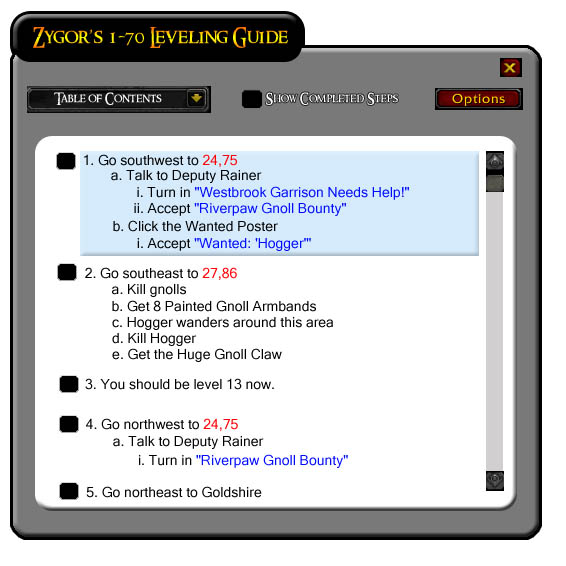 ZYGOR'S 1-70 LEVELING GUIDE
X
TABLE OF CONTENTS
SHOW COMPLETED STEPS
Options
1. Go southwest to 24,75
a. Talk to Deputy Rainer
i. Turn in "Westbrook Garrison Needs Help!"
ii. Accept "Riverpaw Gnoll Bounty"
b. Click the Wanted Poster
i. Accept "Wanted: 'Hogger'"
2. Go southeast to 27,86
a. Kill gnolls
b. Get 8 Painted Gnoll Armbands
c. Hogger wanders around this area
d. Kill Hogger
e. Get the Huge Gnoll Claw
3. You should be level 13 now.
4. Go northwest to 24,75
a. Talk to Deputy Rainer
i. Turn in "Riverpaw Gnoll Bounty"
5. Go northeast to Goldshire